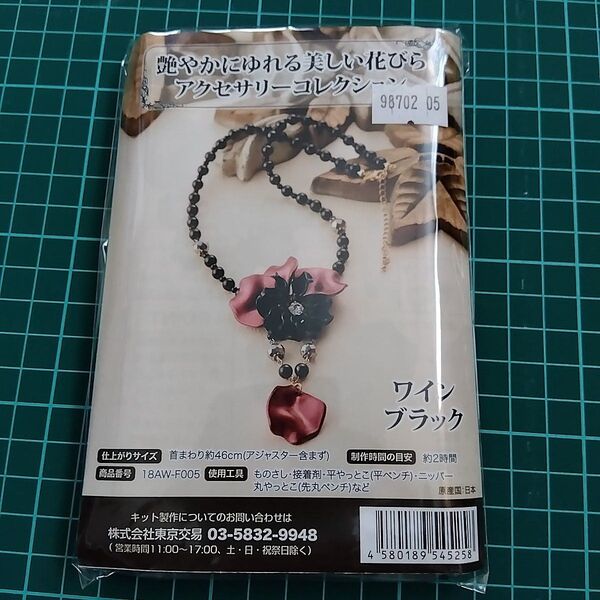 艶やかにゆれる美しい花びら
アクセサリーコレクション
98702 05
ワイン
ブラック
仕上がりサイズ 首まわり約46cm(アジャスター含まず) 制作時間の目安 約2時間
商品番号 18AW-F005 使用工具 ものさし・接着剤・平やっとこ(平ペンチ)・ニッパー
丸やっとこ(先丸ペンチ)など
原産国:日本
キット製作についてのお問い合わせは
株式会社東京交易 03-5832-9948
(営業時間11:00~17:00、土・日・祝祭日除く)
4 580189 545258